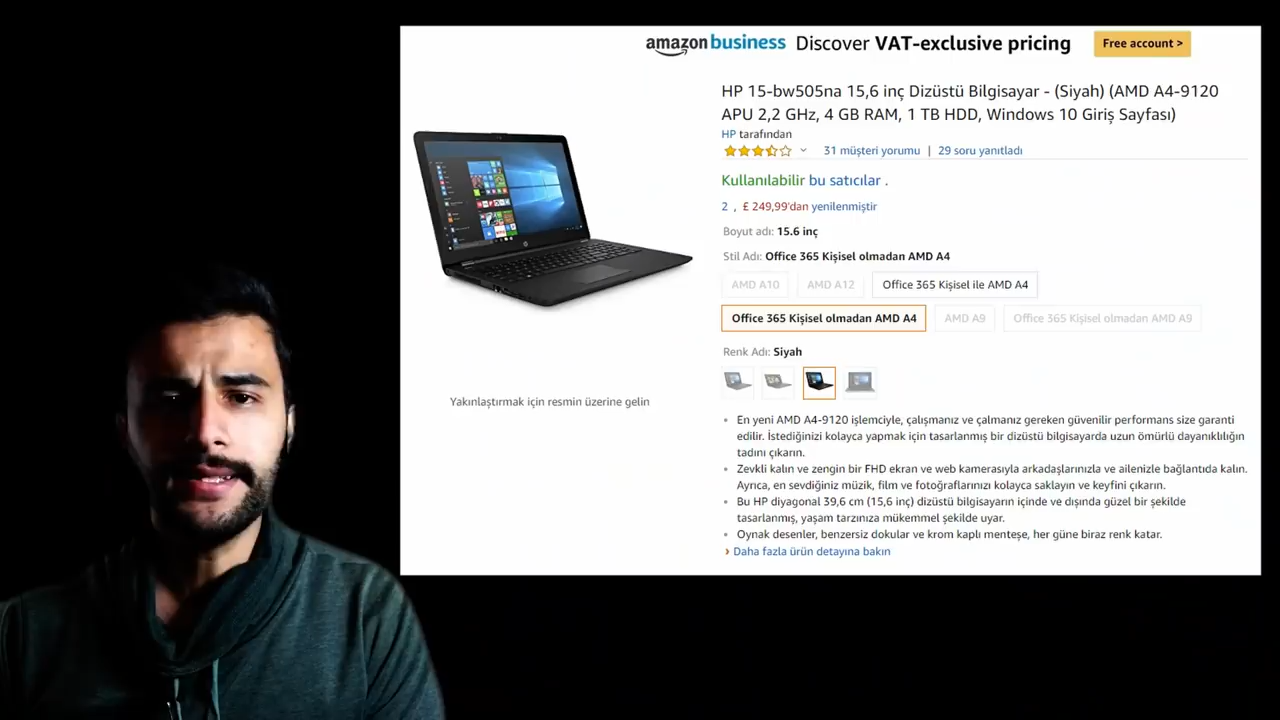 amazon business Discover VAT-exclusive pricing Free account >
HP 15-bw505na 15,6 inç Dizüstü Bilgisayar - (Siyah) (AMD A4-9120
APU 2,2 GHz, 4 GB RAM, 1 TB HDD, Windows 10 Giriş Sayfası)
HP tarafından
31 müşteri yorumu | 29 soru yanıtladı
Kullanılabilir bu satıcılar .
2 , £ 249,99'dan yenilenmiştir
Boyut adı: 15.6 inç
Stil Adı: Office 365 Kişisel olmadan AMD A4
AMD A10 AMD A12 Office 365 Kişisel ile AMD A4
Office 365 Kişisel olmadan AMD A4 AMD A9 Office 365 Kişisel olmadan AMD A9
Renk Adı: Siyah
Yakınlaştırmak için resmin üzerine gelin
• En yeni AMD A4-9120 işlemciyle, çalışmanız ve çalmanız gereken güvenilir performans size garanti
edilir. İstediğinizi kolayca yapmak için tasarlanmış bir dizüstü bilgisayarda uzun ömürlü dayanıklılığın
tadını çıkarın.
• Zevkli kalın ve zengin bir FHD ekran ve web kamerasıyla arkadaşlarınızla ve ailenizle bağlantıda kalın.
Ayrıca, en sevdiğiniz müzik, film ve fotoğraflarınızı kolayca saklayın ve keyfini çıkarın.
• Bu HP diyagonal 39,6 cm (15,6 inç) dizüstü bilgisayarın içinde ve dışında güzel bir şekilde
tasarlanmış, yaşam tarzınıza mükemmel şekilde uyar.
• Oynak desenler, benzersiz dokular ve krom kaplı menteşe, her güne biraz renk katar.
› Daha fazla ürün detayına bakın